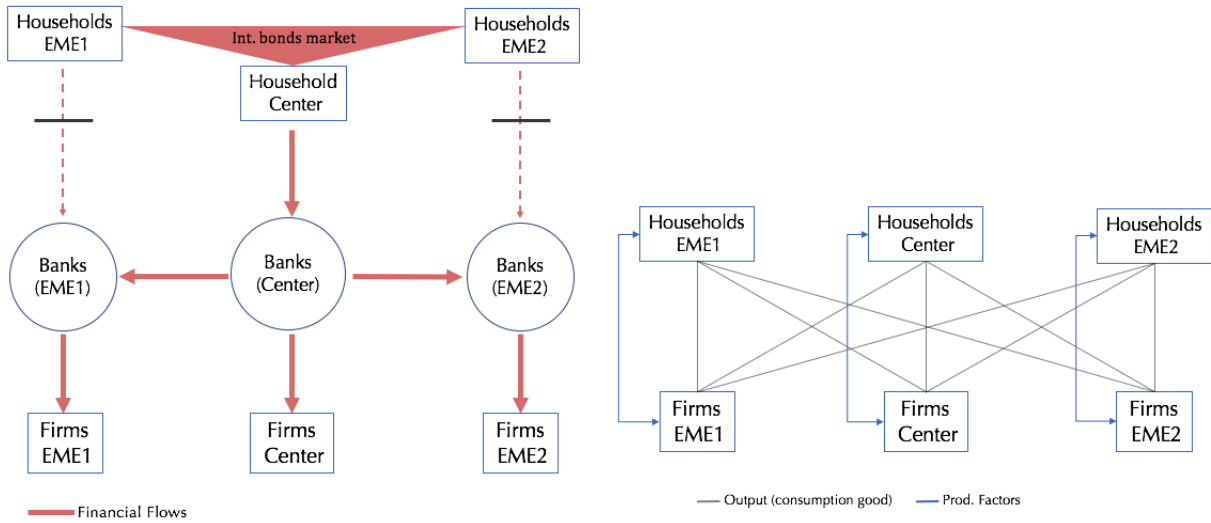 Households
EME1
Int. bonds market
Households
EME2
Household
Center
Banks
(EME1)
Banks
(Center)
Banks
(EME2)
Firms
EME1
Firms
Center
Firms
EME2
Financial Flows
Households
EME1
Households
Center
Households
EME2
Firms
EME1
Firms
Center
Firms
EME2
Output (consumption good)
Prod. Factors